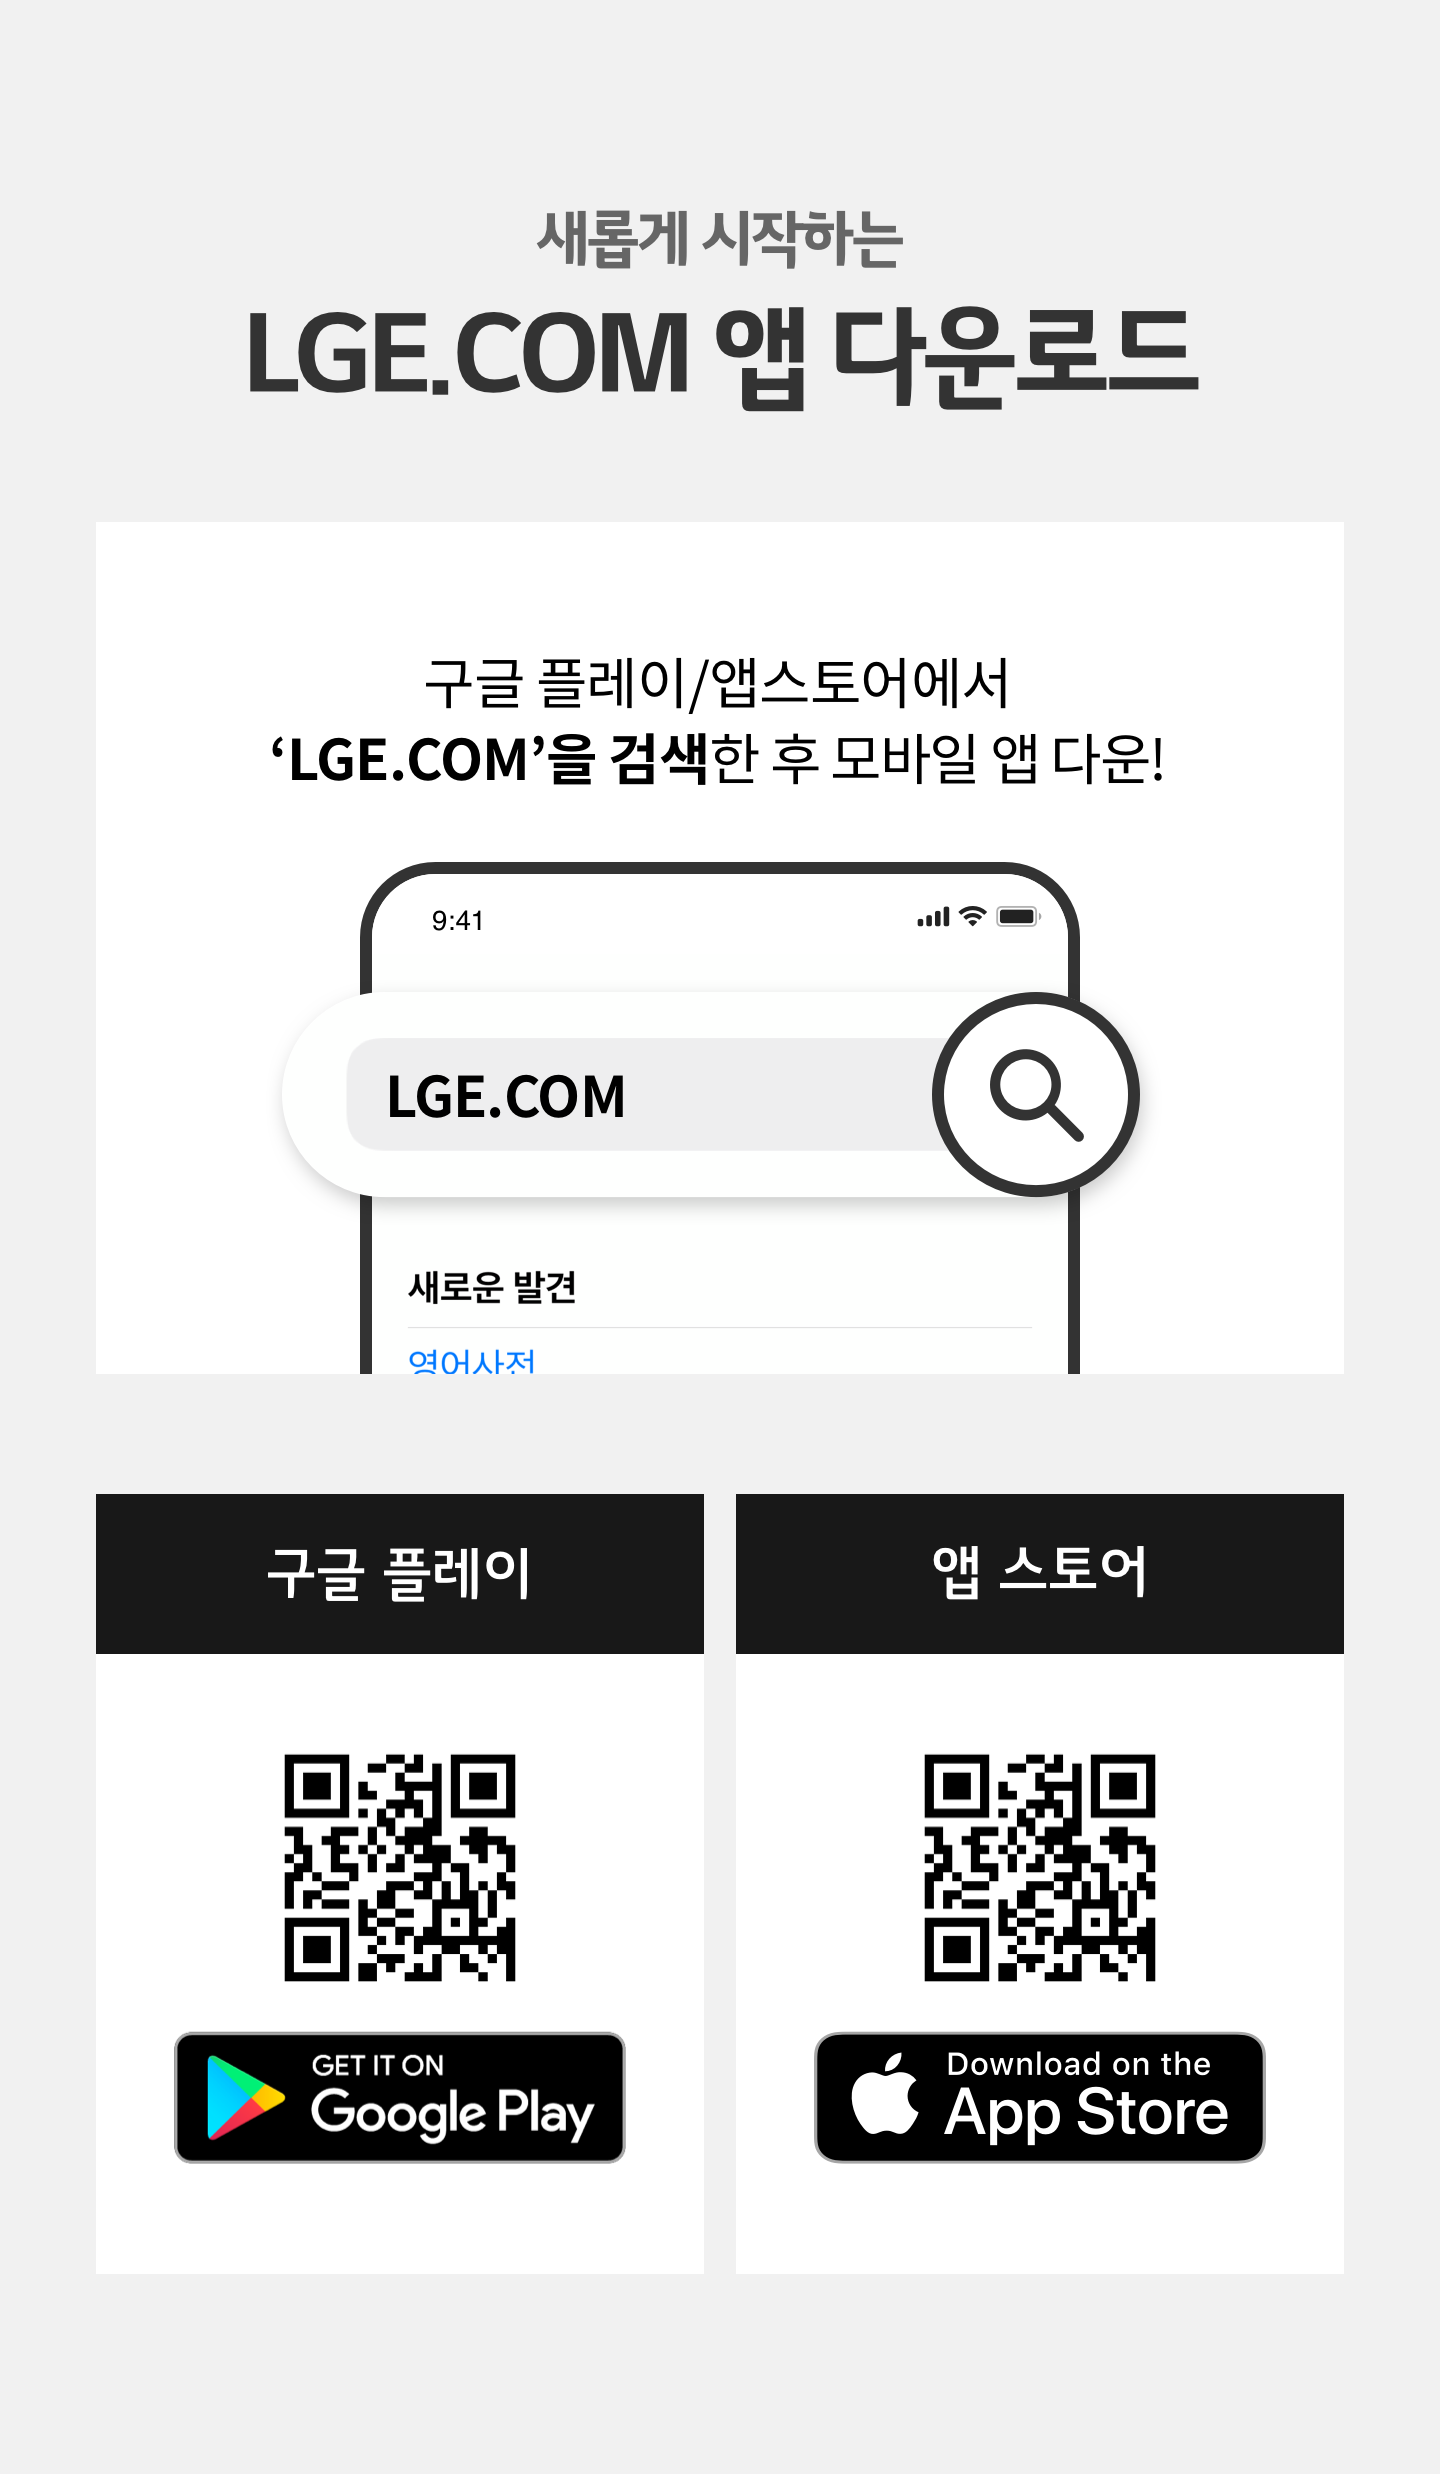 새롭게 시작하는
LGE.COM 앱 다운로드
구글 플레이/앱스토어에서
‘LGE.COM’을 검색한 후 모바일 앱 다운!
9:41
LGE.COM
새로운 발견
영어사전
구글 플레이
앱 스토어
GET IT ON
Google Play
Download on the
App Store